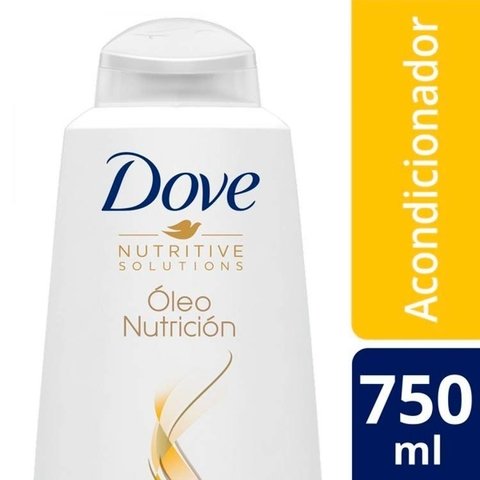 Dove
NUTRITIVE
SOLUTIONS
Óleo
Nutrición
Acondicionador
750
ml